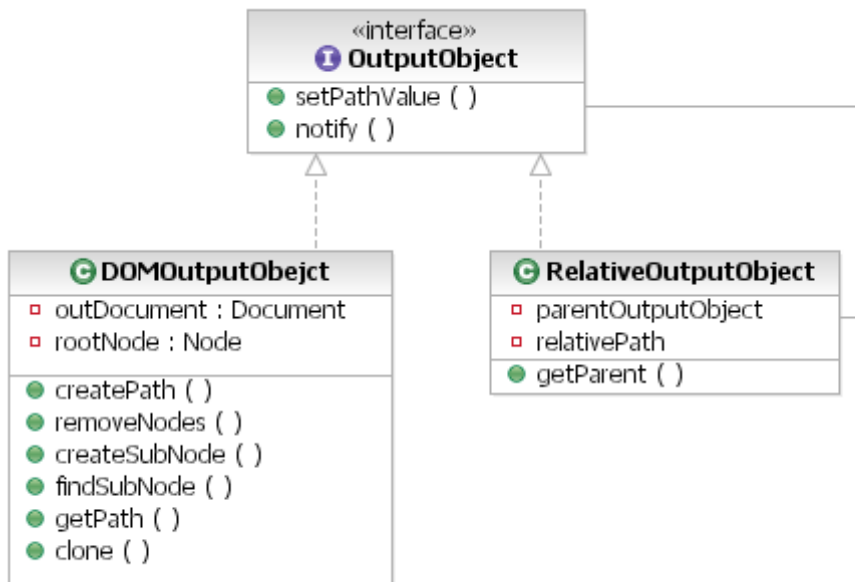 «interface»
I OutputObject
setPathValue ( )
notify ( )
C DOMOutputObejct
outDocument : Document
rootNode : Node
createPath ( )
removeNodes ( )
createSubNode ( )
findSubNode ( )
getPath ( )
clone ( )
C RelativeOutputObject
parentOutputObject
relativePath
getParent ( )